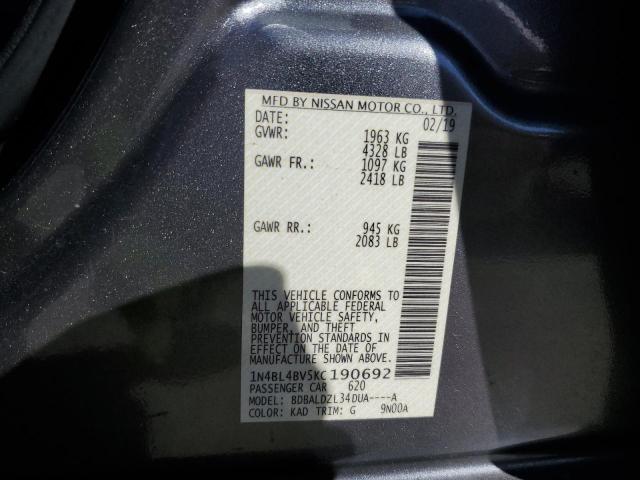 MFD BY NISSAN MOTOR CO., LTD.
DATE: 02/19
GVWR: 1963 KG
4328 LB
GAWR FR.: 1097 KG
2418 LB
GAWR RR.: 945 KG
2083 LB
THIS VEHICLE CONFORMS TO
ALL APPLICABLE FEDERAL
MOTOR VEHICLE SAFETY,
BUMPER, AND THEFT
PREVENTION STANDARDS IN
EFFECT ON THE DATE OF
MANUFACTURE SHOWN ABOVE.
1N4BL4BV5KC190692
PASSENGER CAR 620
MODEL: BDBALDZL34DUA----A
COLOR: KAD TRIM: G 9N00A